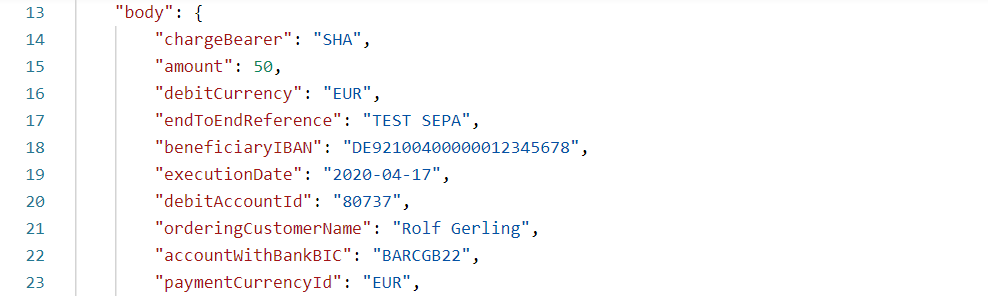 13 "body": {
14 "chargeBearer": "SHA",
15 "amount": 50,
16 "debitCurrency": "EUR",
17 "endToEndReference": "TEST SEPA",
18 "beneficiaryIBAN": "DE92100400000012345678",
19 "executionDate": "2020-04-17",
20 "debitAccountId": "80737",
21 "orderingCustomerName": "Rolf Gerling",
22 "accountWithBankBIC": "BARCGB22",
23 "paymentCurrencyId": "EUR",